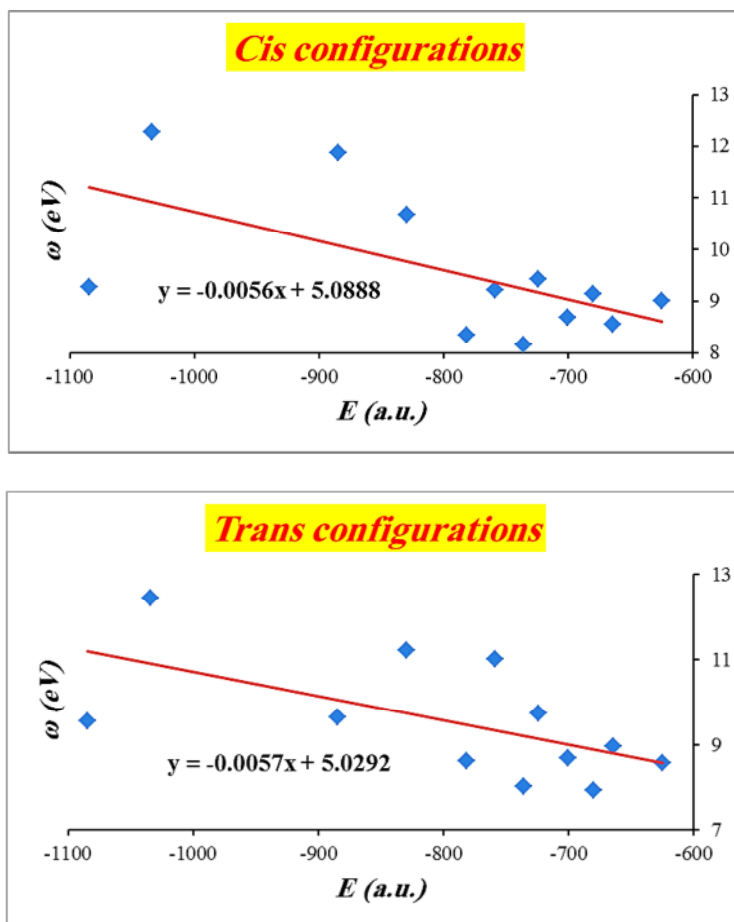 Cis configurations
13
12
11
10
9
8
ω (eV)
y = -0.0056x + 5.0888
-1100 -1000 -900 -800 -700 -600
E (a.u.)
Trans configurations
13
11
9
7
ω (eV)
y = -0.0057x + 5.0292
-1100 -1000 -900 -800 -700 -600
E (a.u.)